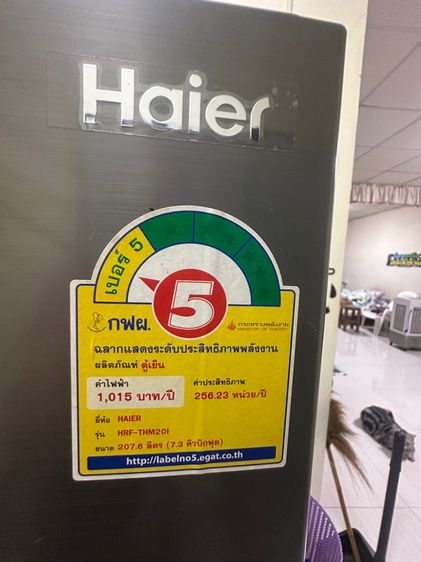 Haier
เบอร์ 5
5
กฟผ.
กระทรวงพลังงาน
MINISTRY OF ENERGY
ฉลากแสดงระดับประสิทธิภาพพลังงาน
ผลิตภัณฑ์ ตู้เย็น
ค่าไฟฟ้า ค่าประสิทธิภาพ
1,015 บาท/ปี 256.23 หน่วย/ปี
ยี่ห้อ HAIER
รุ่น HRF-THM20I
ขนาด 207.6 ลิตร (7.3 คิวบิกฟุต)
http://labelno5.egat.co.th